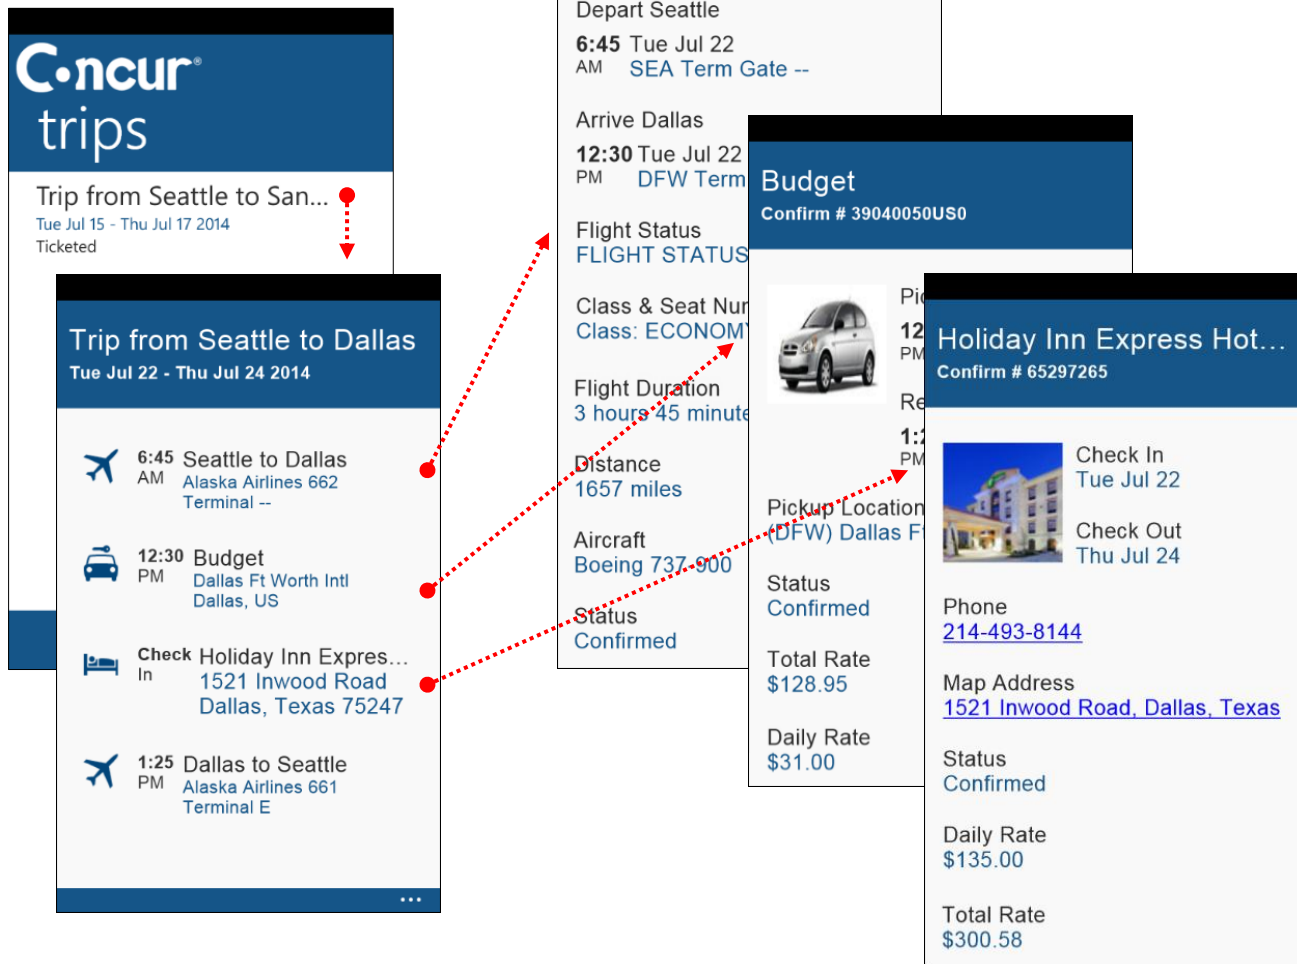 Concur®
trips
Trip from Seattle to San...
Tue Jul 15 - Thu Jul 17 2014
Ticketed
Trip from Seattle to Dallas
Tue Jul 22 - Thu Jul 24 2014
6:45 Seattle to Dallas
AM Alaska Airlines 662
Terminal --
12:30 Budget
PM Dallas Ft Worth Intl
Dallas, US
Check Holiday Inn Expres...
In 1521 Inwood Road
Dallas, Texas 75247
1:25 Dallas to Seattle
PM Alaska Airlines 661
Terminal E
...
Depart Seattle
6:45 Tue Jul 22
AM SEA Term Gate --
Arrive Dallas
12:30 Tue Jul 22
PM DFW Term
Flight Status
FLIGHT STATUS
Class & Seat
Class: ECONOMY
Flight Duration
3 hours 45
Distance
1657 miles
Aircraft
Boeing 737-900
Status
Confirmed
Budget
Confirm # 39040050US0
12
PM
PM
Pickup Location
(DFW) Dallas
Status
Confirmed
Total Rate
$128.95
Daily Rate
$31.00
Holiday Inn Express Hot...
Confirm # 65297265
Check In
Tue Jul 22
Check Out
Thu Jul 24
Phone
214-493-8144
Map Address
1521 Inwood Road, Dallas, Texas
Status
Confirmed
Daily Rate
$135.00
Total Rate
$300.58